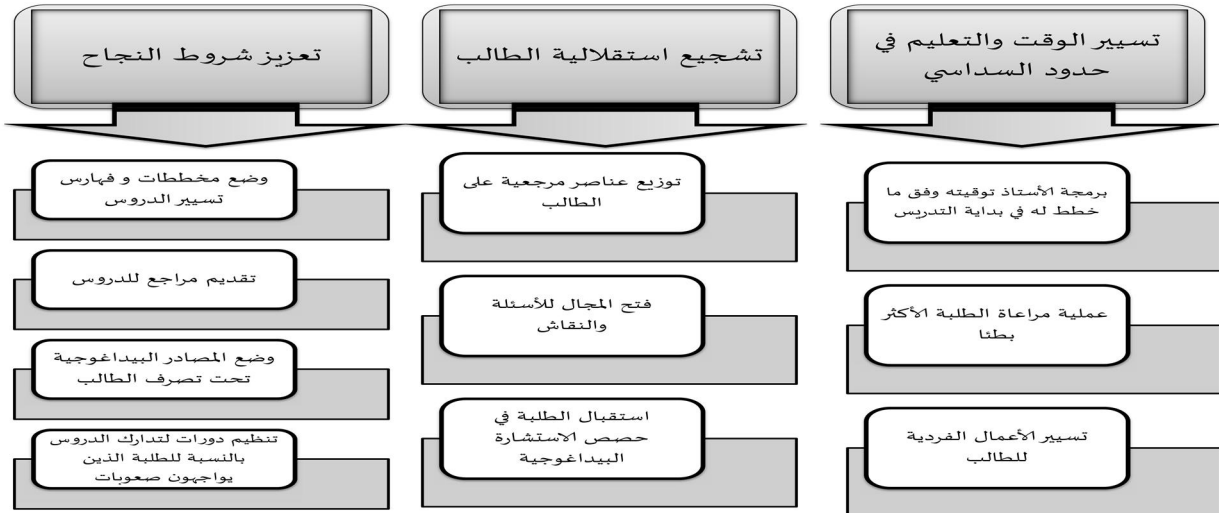 تسيير الوقت والتعليم في
حدود السداسي
برمجة الأستاذ توقيته وفق ما
خطط له في بداية التدريس
عملية مراعاة الطلبة الأكثر
بطئا
تسيير الأعمال الفردية
للطالب
تشجيع استقلالية الطالب
توزيع عناصر مرجعية على
الطالب
فتح المجال للأسئلة
والنقاش
استقبال الطلبة في
حصص الاستشارة
البيداغوجية
تعزيز شروط النجاح
وضع مخططات و فهارس
تسيير الدروس
تقديم مراجع للدروس
وضع المصادر البيداغوجية
تحت تصرف الطالب
تنظيم دورات لتدارك الدروس
بالنسبة للطلبة الذين
يواجهون صعوبات